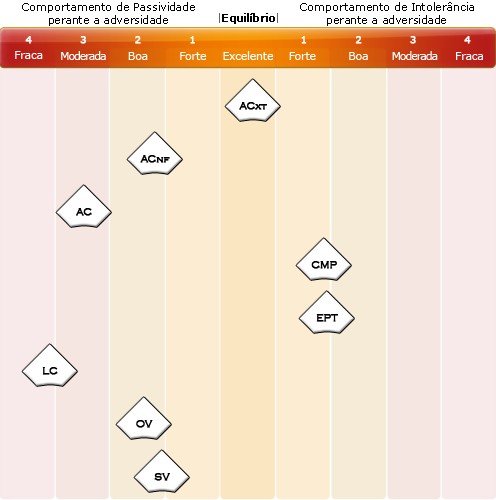 Comportamento de Passividade
perante a adversidade
|Equilíbrio|
Comportamento de Intolerância
perante a adversidade
4 3 2 1 1 2 3 4
Fraca Moderada Boa Forte Excelente Forte Boa Moderada Fraca
ACXT
ACNF
AC
CMP
EPT
LC
OV
SV